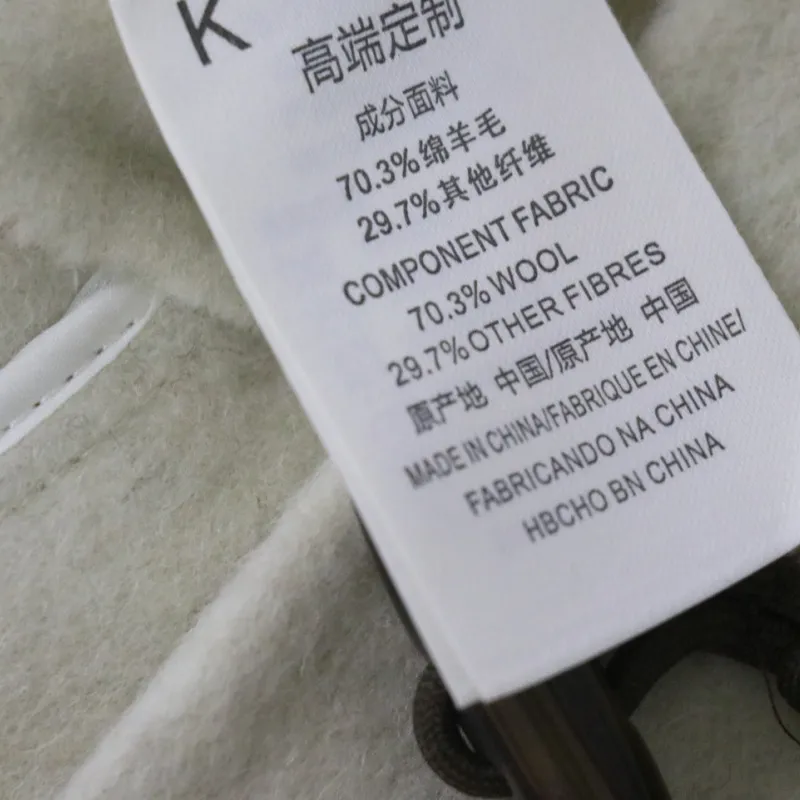 K
高端定制
成分面料
70.3%绵羊毛
29.7%其他纤维
COMPONENT FABRIC
70.3%WOOL
29.7%OTHER FIBRES
原产地 中国/原产地 中国
MADE IN CHINA/FABRIQUE EN CHINE/
FABRICANDO NA CHINA
HBCHO BN CHINA